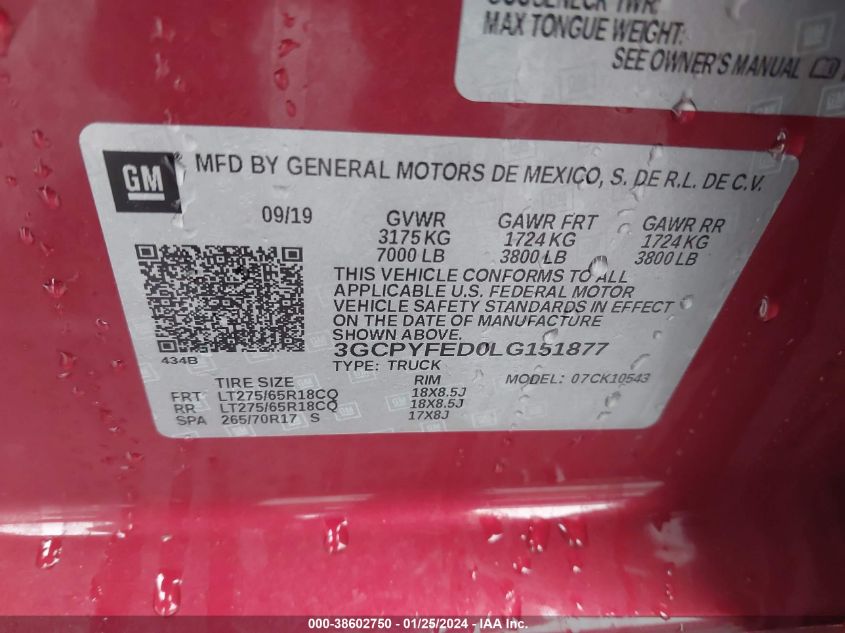 MAX TONGUE WEIGHT:
SEE OWNER'S MANUAL
GM
MFD BY GENERAL MOTORS DE MEXICO, S. DE R.L. DE C.V.
09/19 GVWR GAWR FRT GAWR RR
3175 KG 1724 KG 1724 KG
7000 LB 3800 LB 3800 LB
THIS VEHICLE CONFORMS TO ALL
APPLICABLE U.S. FEDERAL MOTOR
VEHICLE SAFETY STANDARDS IN EFFECT
ON THE DATE OF MANUFACTURE
SHOWN ABOVE.
434B 3GCPYFED0LG151877
TYPE: TRUCK MODEL: 07CK10543
TIRE SIZE RIM
FRT LT275/65R18CQ 18X8.5J
RR LT275/65R18CQ 18X8.5J
SPA 265/70R17 S 17X8J
000-38602750 - 01/25/2024 - IAA, Inc.